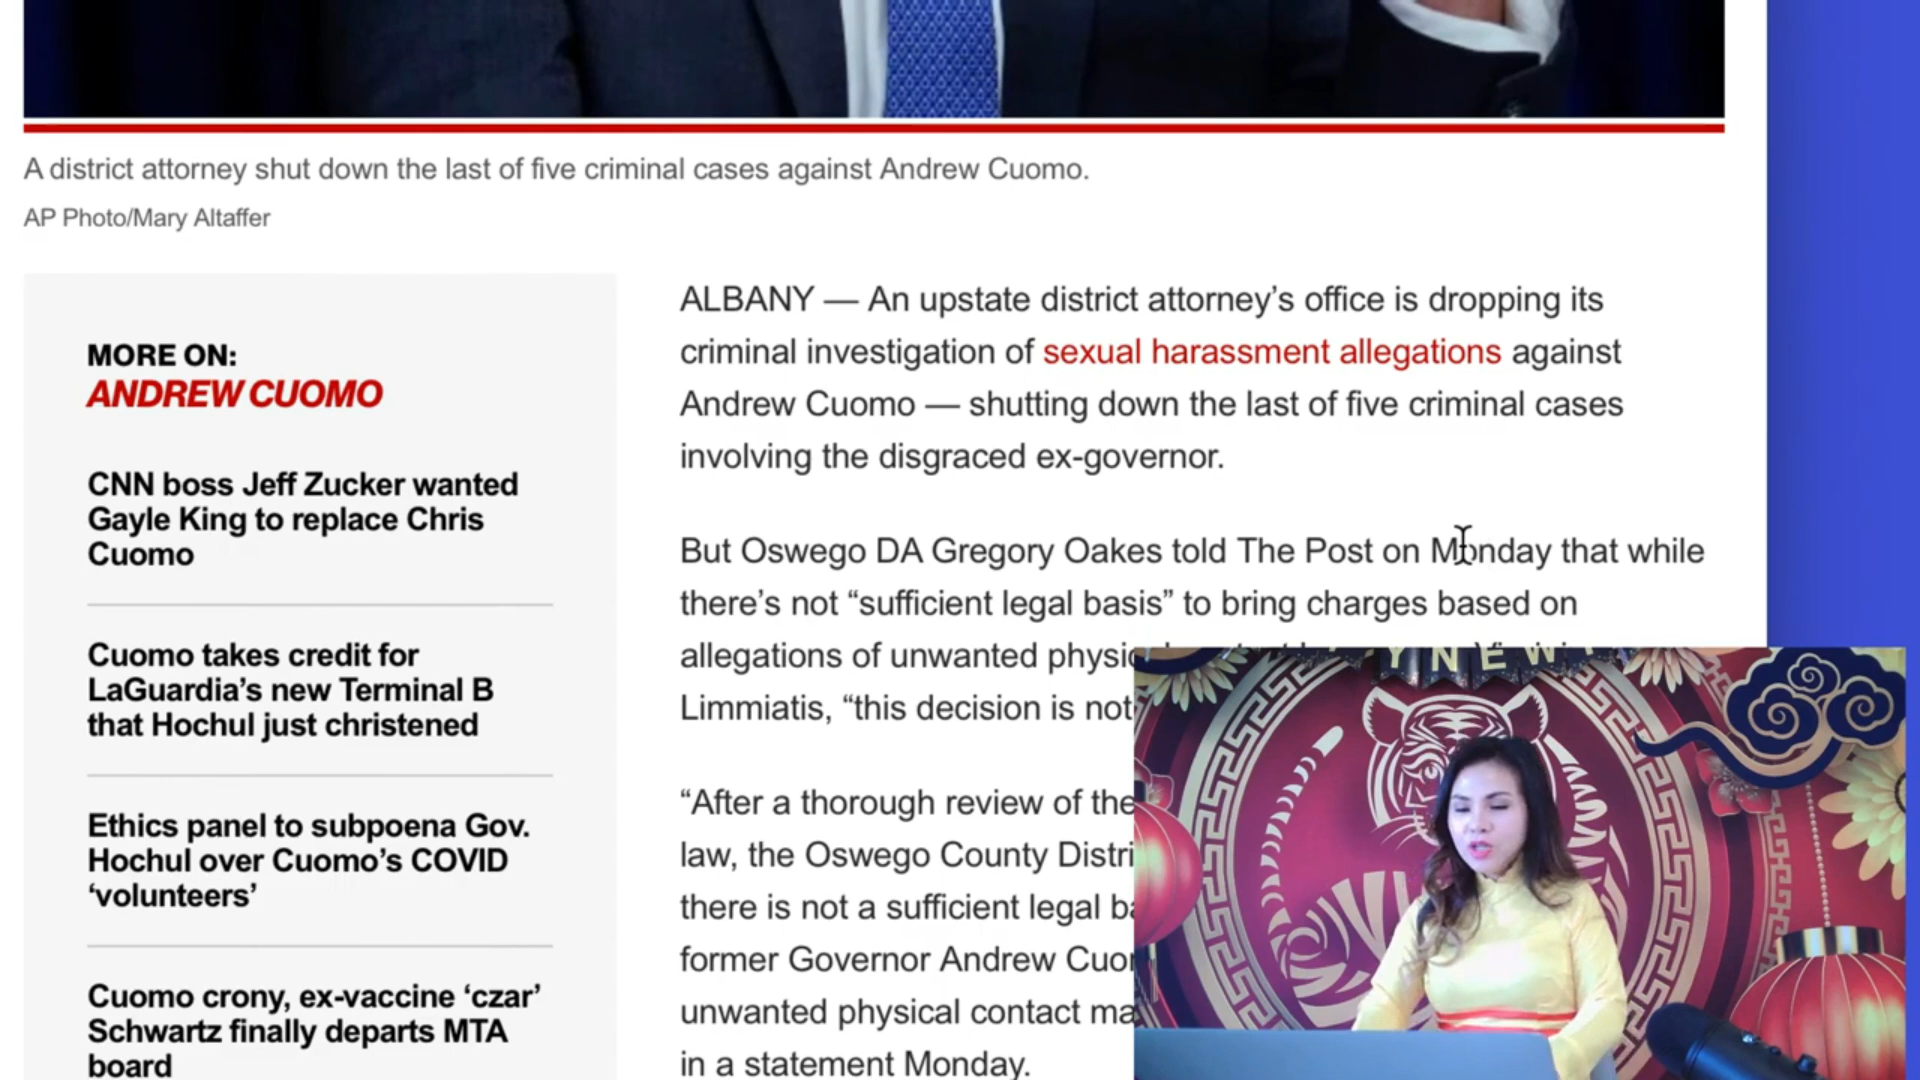 A district attorney shut down the last of five criminal cases against Andrew Cuomo.
AP Photo/Mary Altaffer
MORE ON:
ANDREW CUOMO
CNN boss Jeff Zucker wanted
Gayle King to replace Chris
Cuomo
Cuomo takes credit for
LaGuardia’s new Terminal B
that Hochul just christened
Ethics panel to subpoena Gov.
Hochul over Cuomo’s COVID
‘volunteers’
Cuomo crony, ex-vaccine ‘czar’
Schwartz finally departs MTA
board
ALBANY — An upstate district attorney’s office is dropping its
criminal investigation of sexual harassment allegations against
Andrew Cuomo — shutting down the last of five criminal cases
involving the disgraced ex-governor.
But Oswego DA Gregory Oakes told The Post on Monday that while
there’s not “sufficient legal basis” to bring charges based on
allegations of unwanted
Limmiatis, “this decision is not
“After a thorough review of the
law, the Oswego County
there is not a sufficient legal
former Governor Andrew
unwanted physical contact
in a statement Monday.